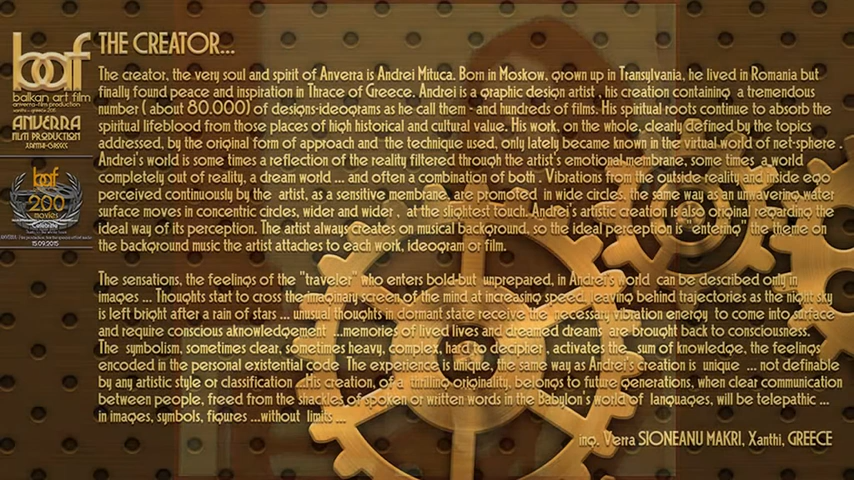 THE CREATOR...
baf
balkan art film
anverra-film production
ANVERRA
FILM PRODUCTION
XANTHI-GREECE
baf
200
movies
15.09.2015
The creator, the very soul and spirit of Anverra is Andrei Mituca. Born in Moskow, grown up in Transylvania, he lived in Romania but
finally found peace and inspiration in Thrace of Greece. Andrei is a graphic design artist , his creation containing a tremendous
number ( about 80.000) of designs-ideograms as he call them - and hundreds of films. His spiritual roots continue to absorb the
spiritual lifeblood from those places of high historical and cultural value. His work, on the whole, clearly defined by the topics
addressed, by the original form of approach and the technique used, only lately became known in the virtual world of net-sphere .
Andrei's world is some times a reflection of the reality filtered through the artist's emotional membrane, some times a world
completely out of reality, a dream world ... and often a combination of both . Vibrations from the outside reality and inside ego
perceived continuously by the artist, as a sensitive membrane, are promoted in wide circles, the same way as an unwavering water
surface moves in concentric circles, wider and wider , at the slightest touch. Andrei's artistic creation is also original regarding the
ideal way of its perception. The artist always creates on musical background, so the ideal perception is "entering" the theme on
the background music the artist attaches to each work, ideogram or film.
The sensations, the feelings of the "traveler" who enters bold but unprepared, in Andrei's world can be described only in
images ... Thoughts start to cross the imaginary screen of the mind at increasing speed, leaving behind trajectories as the night sky
is left bright after a rain of stars ... unusual thoughts in dormant state receive the necessary vibration energy to come into surface
and require conscious aknowledgement ...memories of lived lives and dreamed dreams are brought back to consciousness.
The symbolism, sometimes clear, sometimes heavy, complex, hard to decipher , activates the sum of knowledge, the feelings
encoded in the personal existential code The experience is unique, the same way as Andrei's creation is unique ... not definable
by any artistic style or classification . His creation, of a thriling originality, belongs to future generations, when clear communication
between people, freed from the shackles of spoken or written words in the Babylon's world of languages, will be telepathic ...
in images, symbols, figures ...without limits ...
ing. Verra SIONEANU MAKRI, Xanthi, GREECE